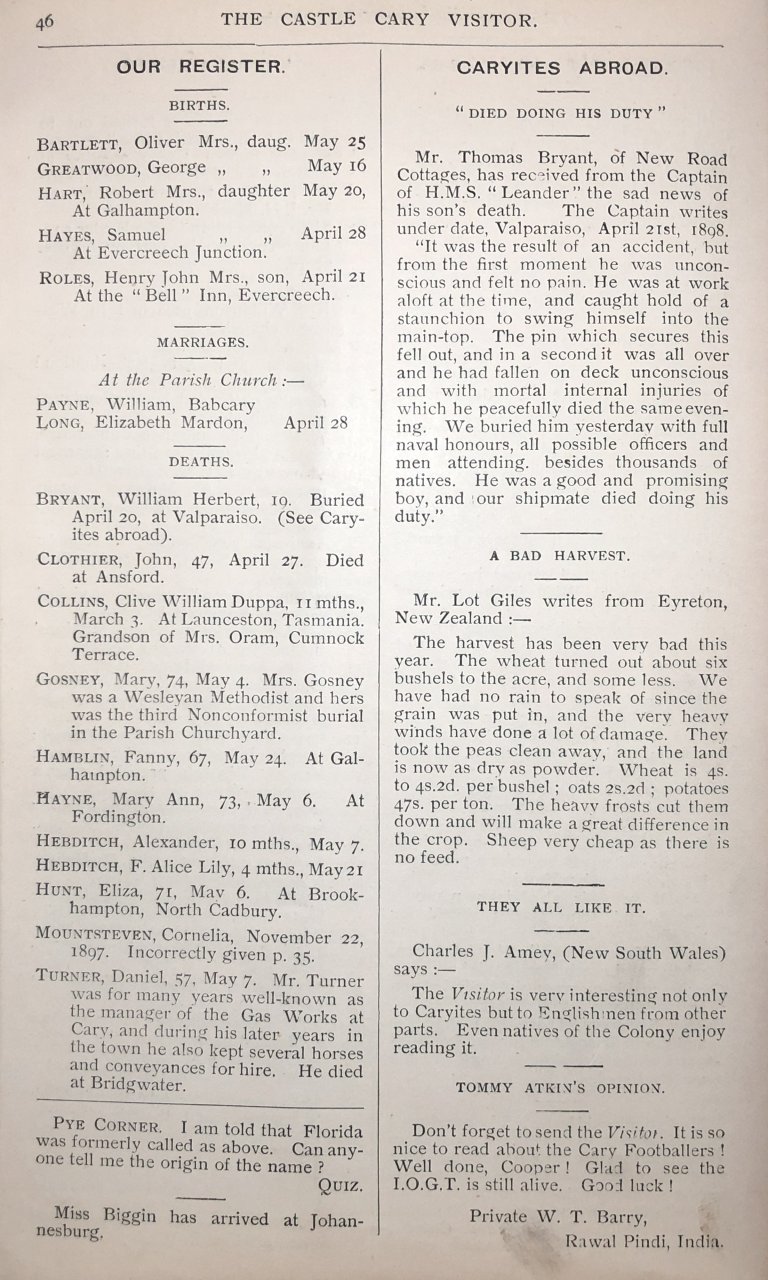 46
THE CASTLE CARY VISITOR.
OUR REGISTER.
BIRTHS.
BARTLETT, Oliver Mrs., daug. May 25
GREATWOOD, George „ „ May 16
HART, Robert Mrs., daughter May 20,
At Galhampton.
HAYES, Samuel „ „ April 28
At Evercreech Junction.
ROLES, Henry John Mrs., son, April 21
At the “Bell” Inn, Evercreech.
MARRIAGES.
At the Parish Church :—
PAYNE, William, Babcary
LONG, Elizabeth Mardon, April 28
DEATHS.
BRYANT, William Herbert, 19. Buried
April 20, at Valparaiso. (See Cary-
ites abroad).
CLOTHIER, John, 47, April 27. Died
at Ansford.
COLLINS, Clive William Duppa, 11 mths.,
March 3. At Launceston, Tasmania.
Grandson of Mrs. Oram, Cumnock
Terrace.
GOSNEY, Mary, 74, May 4. Mrs. Gosney
was a Wesleyan Methodist and hers
was the third Nonconformist burial
in the Parish Churchyard.
HAMBLIN, Fanny, 67, May 24. At Gal-
hampton.
HAYNE, Mary Ann, 73, May 6. At
Fordington.
HEBDITCH, Alexander, 10 mths., May 7.
HEBDITCH, F. Alice Lily, 4 mths., May 21
HUNT, Eliza, 71, May 6. At Brook-
hampton, North Cadbury.
MOUNTSTEVEN, Cornelia, November 22,
1897. Incorrectly given p. 35.
TURNER, Daniel, 57, May 7. Mr. Turner
was for many years well-known as
the manager of the Gas Works at
Cary, and during his later years in
the town he also kept several horses
and conveyances for hire. He died
at Bridgwater.
PYE CORNER. I am told that Florida
was formerly called as above. Can any-
one tell me the origin of the name ?
QUIZ.
Miss Biggin has arrived at Johan-
nesburg.
CARYITES ABROAD.
“ DIED DOING HIS DUTY ”
Mr. Thomas Bryant, of New Road
Cottages, has received from the Captain
of H.M.S. “Leander” the sad news of
his son's death. The Captain writes
under date, Valparaiso, April 21st, 1898.
“It was the result of an accident, but
from the first moment he was uncon-
scious and felt no pain. He was at work
aloft at the time, and caught hold of a
staunchion to swing himself into the
main-top. The pin which secures this
fell out, and in a second it was all over
and he had fallen on deck unconscious
and with mortal internal injuries of
which he peacefully died the same even-
ing. We buried him yesterday with full
naval honours, all possible officers and
men attending. besides thousands of
natives. He was a good and promising
boy, and our shipmate died doing his
duty.”
A BAD HARVEST.
Mr. Lot Giles writes from Eyreton,
New Zealand :—
The harvest has been very bad this
year. The wheat turned out about six
bushels to the acre, and some less. We
have had no rain to speak of since the
grain was put in, and the very heavy
winds have done a lot of damage. They
took the peas clean away, and the land
is now as dry as powder. Wheat is 4s.
to 4s.2d. per bushel ; oats 2s.2d ; potatoes
47s. per ton. The heavy frosts cut them
down and will make a great difference in
the crop. Sheep very cheap as there is
no feed.
THEY ALL LIKE IT.
Charles J. Amey, (New South Wales)
says :—
The Visitor is very interesting not only
to Caryites but to Englishmen from other
parts. Even natives of the Colony enjoy
reading it.
TOMMY ATKIN'S OPINION.
Don't forget to send the Visitor. It is so
nice to read about the Cary Footballers !
Well done, Cooper ! Glad to see the
I.O.G.T. is still alive. Good luck !
Private W. T. Barry,
Rawal Pindi, India.